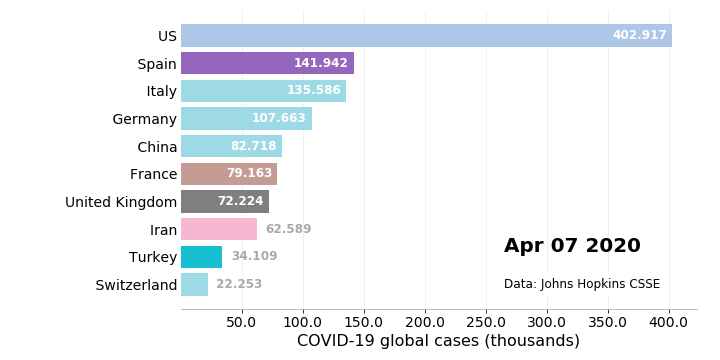 US 402.917
Spain 141.942
Italy 135.586
Germany 107.663
China 82.718
France 79.163
United Kingdom 72.224
Iran 62.589
Turkey 34.109
Switzerland 22.253
Apr 07 2020
Data: Johns Hopkins CSSE
50.0 100.0 150.0 200.0 250.0 300.0 350.0 400.0
COVID-19 global cases (thousands)